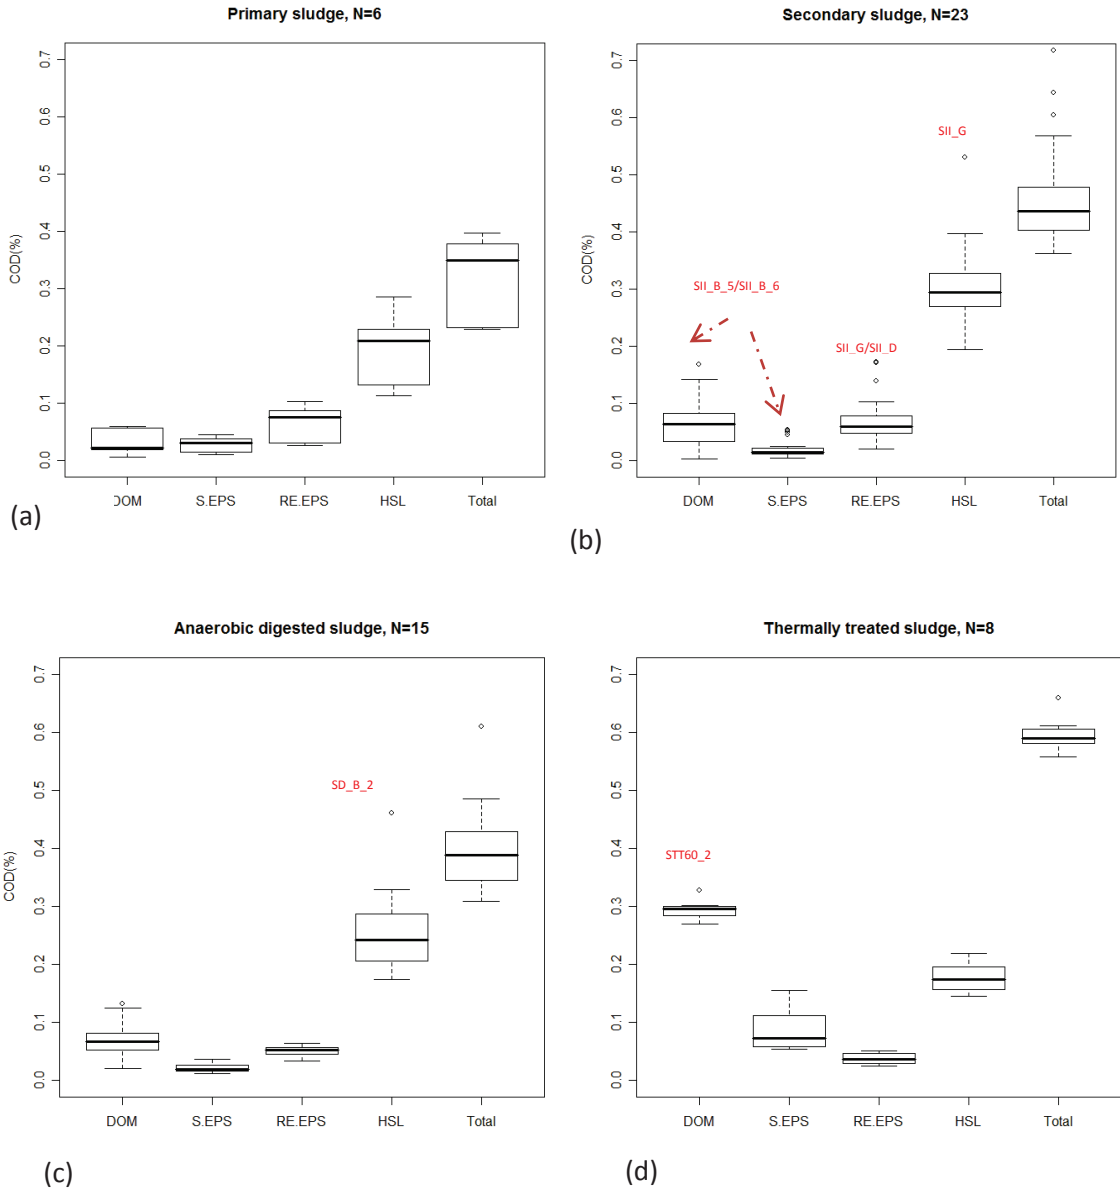 Primary sludge, N=6
COD(%)
0.7
0.6
0.5
0.4
0.3
0.2
0.1
0.0
DOM
S.EPS
RE.EPS
HSL
Total
(a)
Secondary sludge, N=23
COD(%)
0.7
0.6
0.5
0.4
0.3
0.2
0.1
0.0
SII_G
SII_B_5/SII_B_6
SII_G/SII_D
DOM
S.EPS
RE.EPS
HSL
Total
(b)
Anaerobic digested sludge, N=15
COD(%)
0.7
0.6
0.5
0.4
0.3
0.2
0.1
0.0
SD_B_2
DOM
S.EPS
RE.EPS
HSL
Total
(c)
Thermally treated sludge, N=8
0.7
0.6
0.5
0.4
0.3
0.2
0.1
0.0
STT60_2
DOM
S.EPS
RE.EPS
HSL
Total
(d)